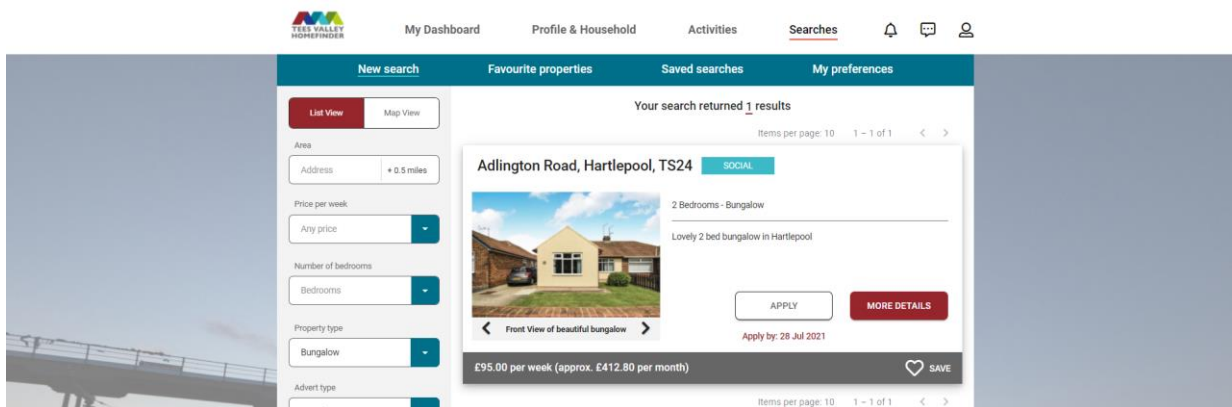 TEES VALLEY
HOMEFINDER
My Dashboard
Profile & Household
Activities
Searches
New search
Favourite properties
Saved searches
My preferences
List View
Map View
Area
Address
+ 0.5 miles
Price per week
Any price
Number of bedrooms
Bedrooms
Property type
Bungalow
Advert type
Your search returned 1 results
Items per page: 10 1 – 1 of 1
Adlington Road, Hartlepool, TS24
SOCIAL
2 Bedrooms - Bungalow
Lovely 2 bed bungalow in Hartlepool
Front View of beautiful bungalow
APPLY
MORE DETAILS
Apply by: 28 Jul 2021
£95.00 per week (approx. £412.80 per month)
SAVE
Items per page: 10 1 – 1 of 1